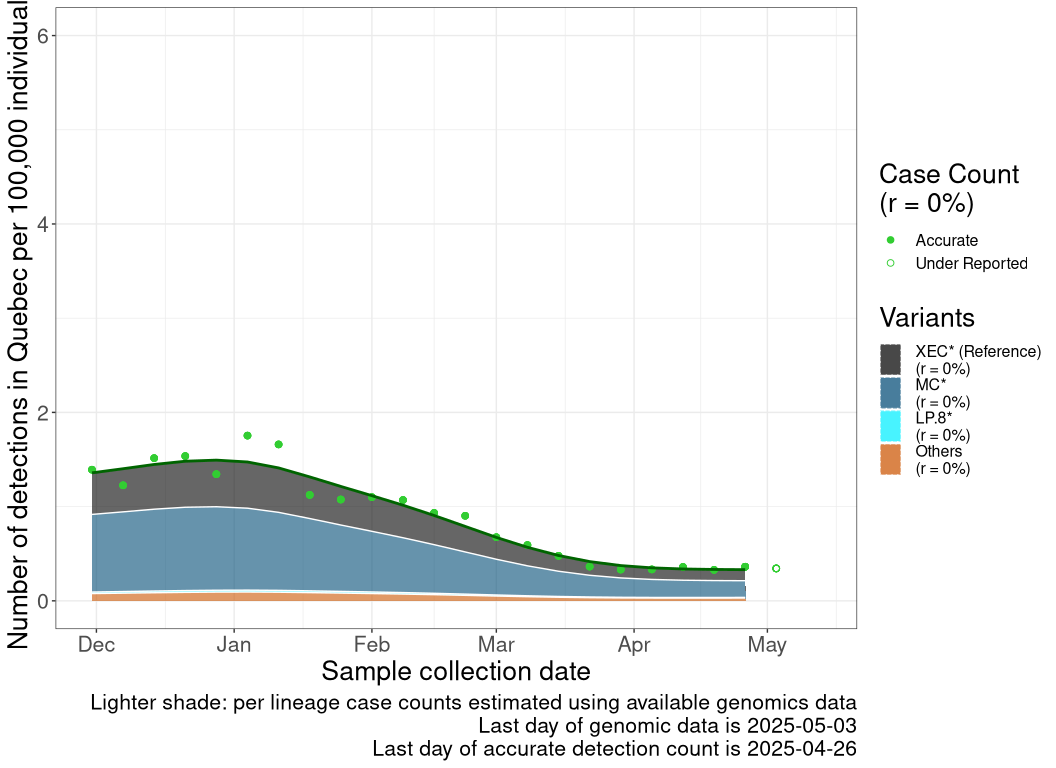 Number of detections in Quebec per 100,000 individual
6
4
2
0
Dec Jan Feb Mar Apr May
Sample collection date
Lighter shade: per lineage case counts estimated using available genomics data
Last day of genomic data is 2025-05-03
Last day of accurate detection count is 2025-04-26
Case Count
(r = 0%)
Accurate
Under Reported
Variants
XEC* (Reference)
(r = 0%)
MC*
(r = 0%)
LP.8*
(r = 0%)
Others
(r = 0%)